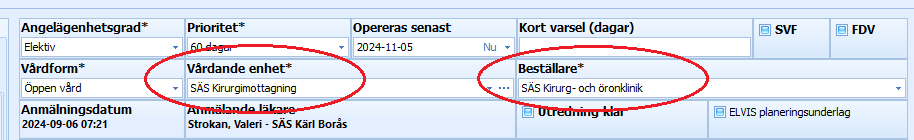 Angelägenhetsgrad* Prioritet* Opereras senast Kort varsel (dagar) SVF FDV
Elektiv 60 dagar 2024-11-05 Nu
Vårdform* Vårdande enhet* Beställare*
Öppen vård SÄS Kirurgimottagning SÄS Kirurg- och öronklinik
Anmälningsdatum Anmälande läkare Utredning klar ELVIS planeringsunderlag
2024-09-06 07:21 Strokan, Valeri - SÄS Kärl Borås